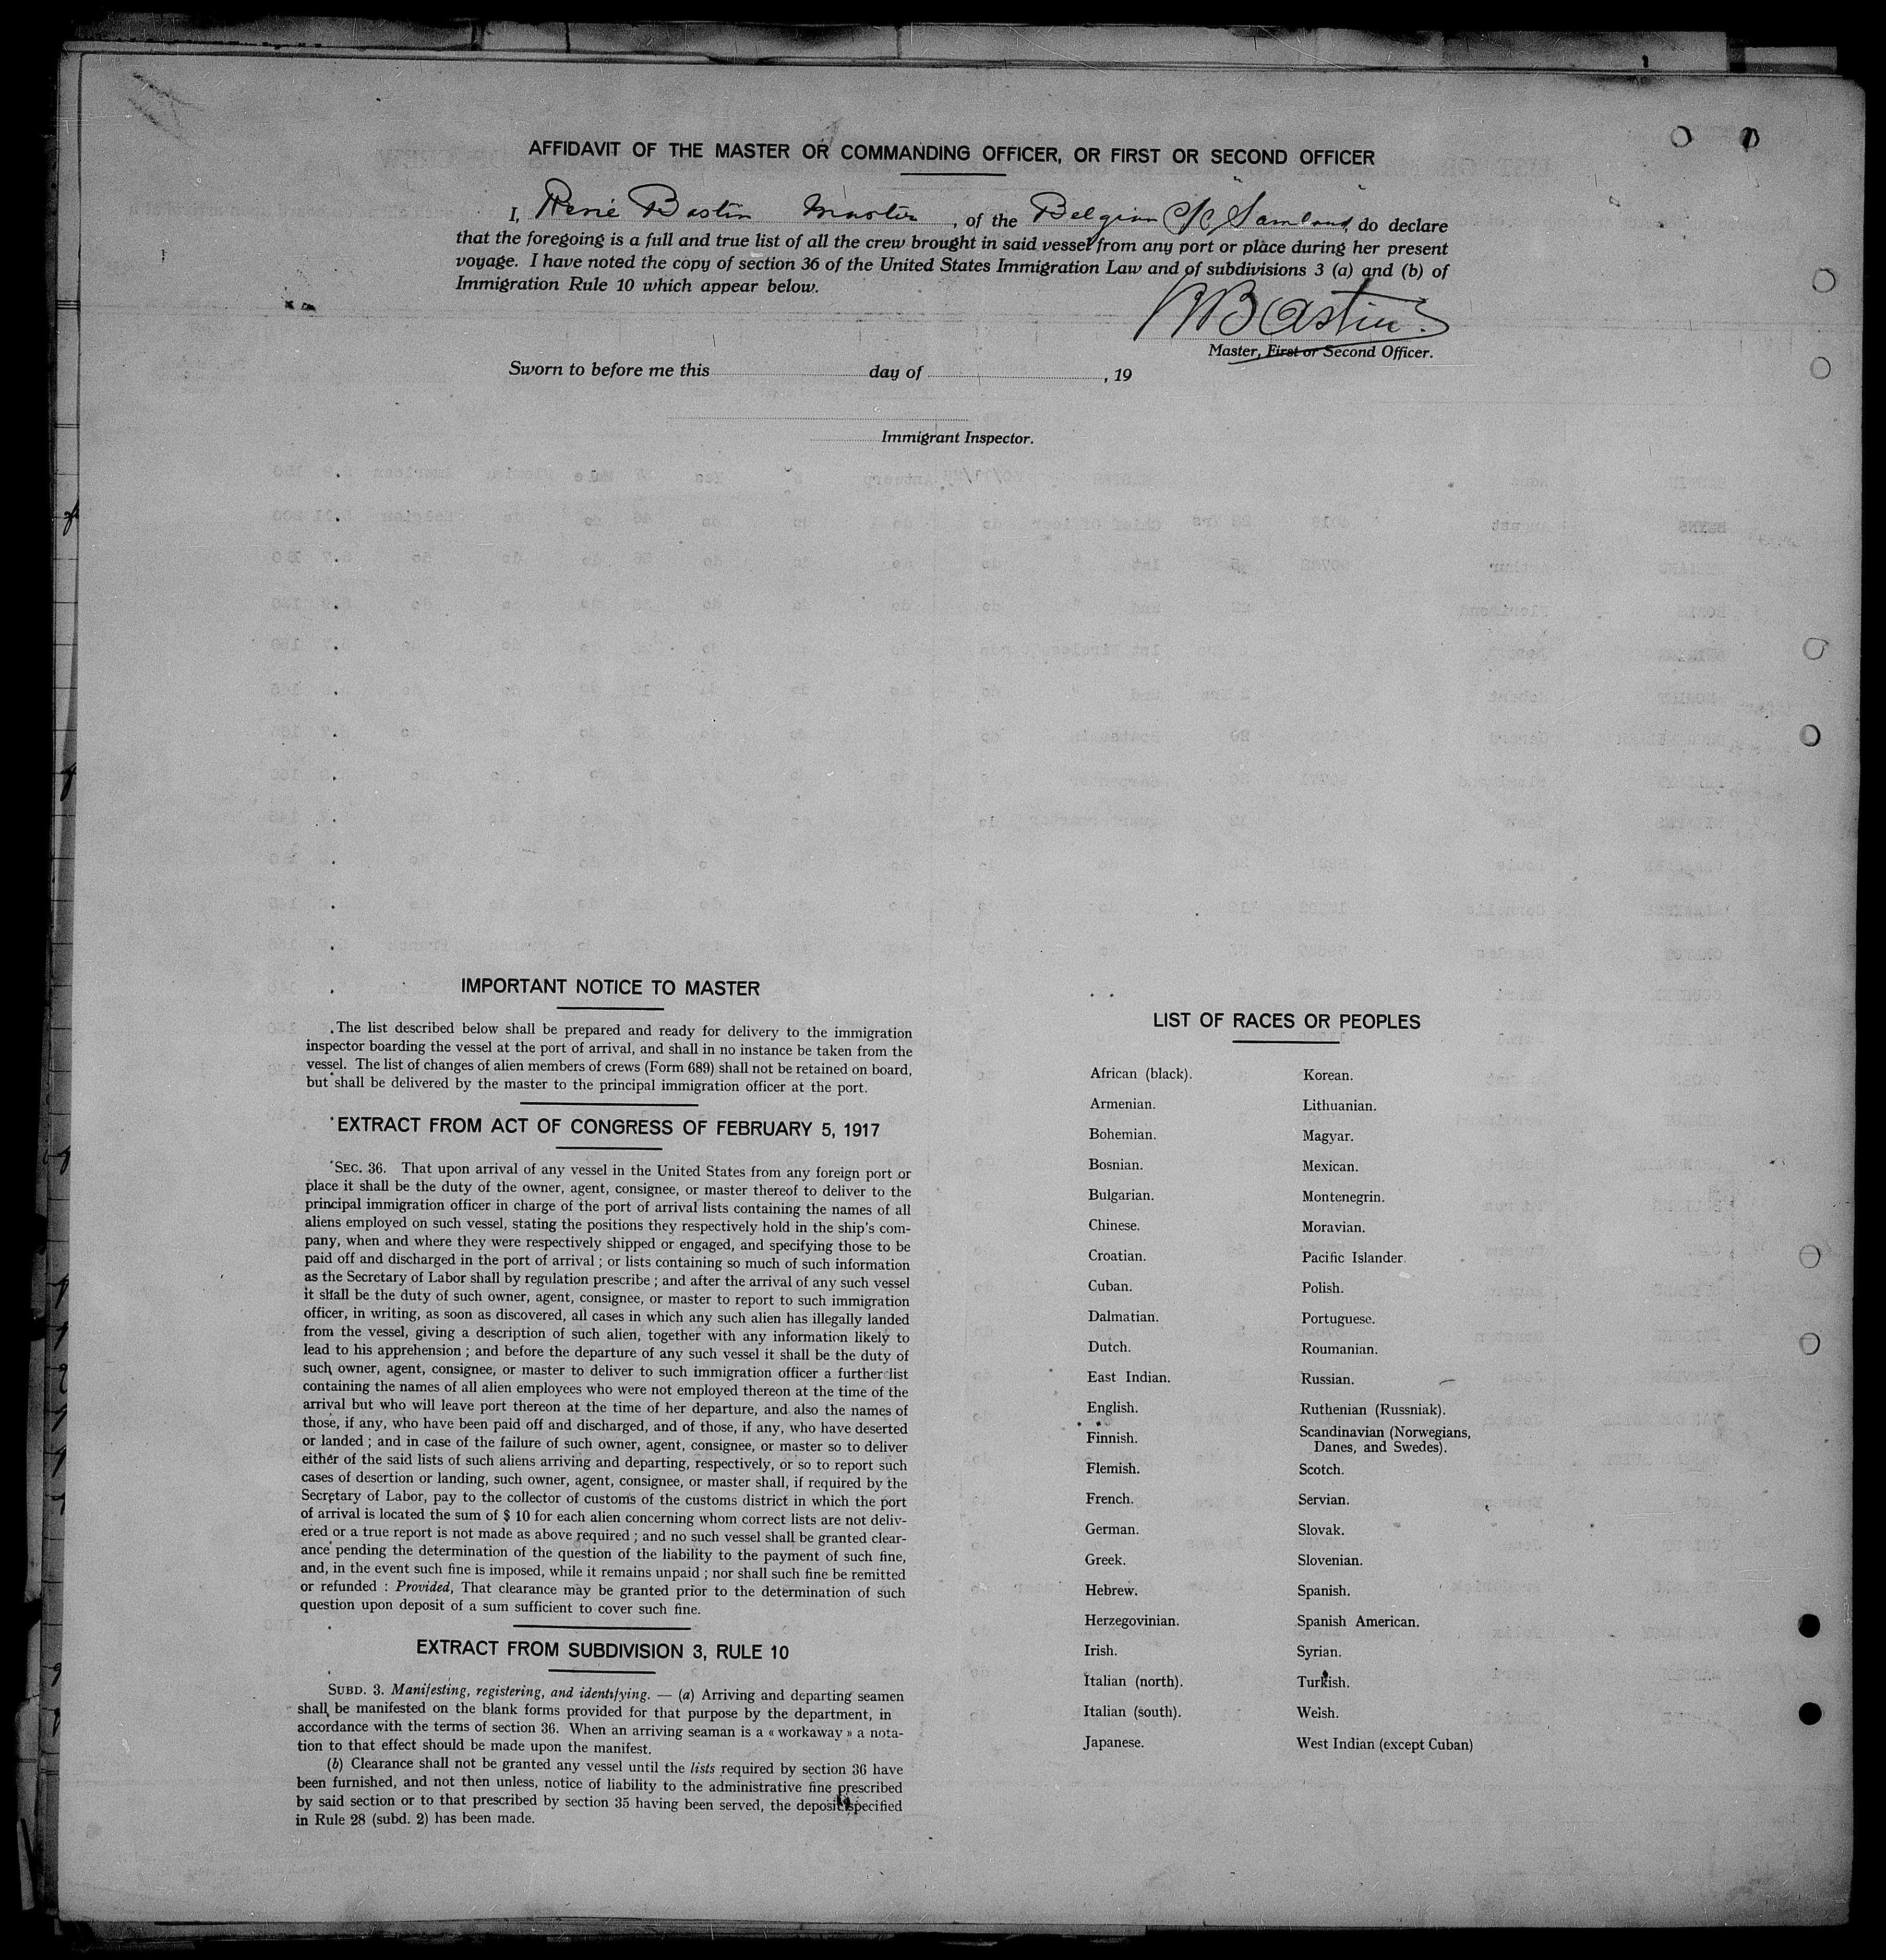 AFFIDAVIT OF THE MASTER OR COMMANDING OFFICER, OR FIRST OR SECOND OFFICER
I, René Bastin Master, of the Belgian SS "Samland", do declare
that the foregoing is a full and true list of all the crew brought in said vessel from any port or place during her present
voyage. I have noted the copy of section 36 of the United States Immigration Law and of subdivisions 3 (a) and (b) of
Immigration Rule 10 which appear below.
RBastin
Master, First or Second Officer.
Sworn to before me this day of , 19
Immigrant Inspector.
IMPORTANT NOTICE TO MASTER
The list described below shall be prepared and ready for delivery to the immigration
inspector boarding the vessel at the port of arrival, and shall in no instance be taken from the
vessel. The list of changes of alien members of crews (Form 689) shall not be retained on board,
but shall be delivered by the master to the principal immigration officer at the port.
EXTRACT FROM ACT OF CONGRESS OF FEBRUARY 5, 1917
SEC. 36. That upon arrival of any vessel in the United States from any foreign port or
place it shall be the duty of the owner, agent, consignee, or master thereof to deliver to the
principal immigration officer in charge of the port of arrival lists containing the names of all
aliens employed on such vessel, stating the positions they respectively hold in the ship's com-
pany, when and where they were respectively shipped or engaged, and specifying those to be
paid off and discharged in the port of arrival ; or lists containing so much of such information
as the Secretary of Labor shall by regulation prescribe ; and after the arrival of any such vessel
it shall be the duty of such owner, agent, consignee, or master to report to such immigration
officer, in writing, as soon as discovered, all cases in which any such alien has illegally landed
from the vessel, giving a description of such alien, together with any information likely to
lead to his apprehension ; and before the departure of any such vessel it shall be the duty of
such owner, agent, consignee, or master to deliver to such immigration officer a further list
containing the names of all alien employees who were not employed thereon at the time of the
arrival but who will leave port thereon at the time of her departure, and also the names of
those, if any, who have been paid off and discharged, and of those, if any, who have deserted
or landed ; and in case of the failure of such owner, agent, consignee, or master so to deliver
either of the said lists of such aliens arriving and departing, respectively, or so to report such
cases of desertion or landing, such owner, agent, consignee, or master shall, if required by the
Secretary of Labor, pay to the collector of customs of the customs district in which the port
of arrival is located the sum of $ 10 for each alien concerning whom correct lists are not deliv-
ered or a true report is not made as above required ; and no such vessel shall be granted clear-
ance pending the determination of the question of the liability to the payment of such fine,
and, in the event such fine is imposed, while it remains unpaid ; nor shall such fine be remitted
or refunded : Provided, That clearance may be granted prior to the determination of such
question upon deposit of a sum sufficient to cover such fine.
EXTRACT FROM SUBDIVISION 3, RULE 10
SUBD. 3. Manifesting, registering, and identifying. — (a) Arriving and departing seamen
shall be manifested on the blank forms provided for that purpose by the department, in
accordance with the terms of section 36. When an arriving seaman is a « workaway » a nota-
tion to that effect should be made upon the manifest.
(b) Clearance shall not be granted any vessel until the lists required by section 36 have
been furnished, and not then unless, notice of liability to the administrative fine prescribed
by said section or to that prescribed by section 35 having been served, the deposit specified
in Rule 28 (subd. 2) has been made.
LIST OF RACES OR PEOPLES
African (black).
Armenian.
Bohemian.
Bosnian.
Bulgarian.
Chinese.
Croatian.
Cuban.
Dalmatian.
Dutch.
East Indian.
English.
Finnish.
Flemish.
French.
German.
Greek.
Hebrew.
Herzegovinian.
Irish.
Italian (north).
Italian (south).
Japanese.
Korean.
Lithuanian.
Magyar.
Mexican.
Montenegrin.
Moravian.
Pacific Islander
Polish.
Portuguese.
Roumanian.
Russian.
Ruthenian (Russniak).
Scandinavian (Norwegians,
Danes, and Swedes).
Scotch.
Servian.
Slovak.
Slovenian.
Spanish.
Spanish American.
Syrian.
Turkish.
Welsh.
West Indian (except Cuban)